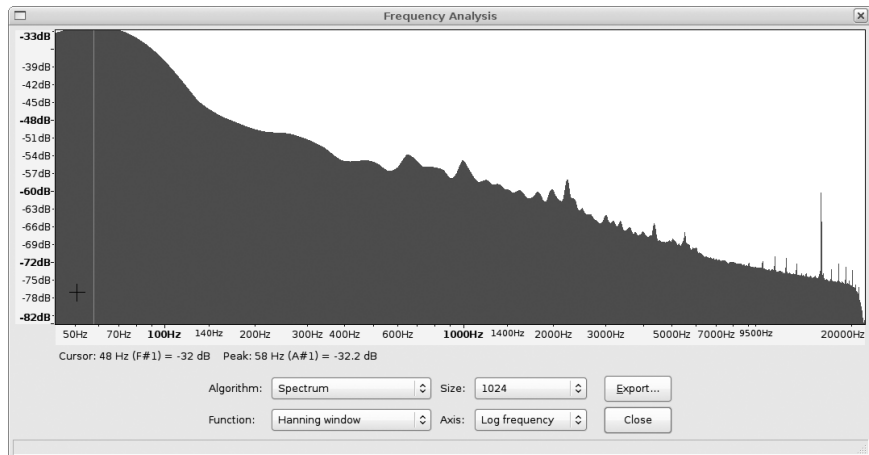 Frequency Analysis
-33dB
-39dB
-42dB
-45dB
-48dB
-51dB
-54dB
-57dB
-60dB
-63dB
-66dB
-69dB
-72dB
-75dB
-78dB
-82dB
50Hz 70Hz 100Hz 140Hz 200Hz 300Hz 400Hz 600Hz 1000Hz 1400Hz 2000Hz 3000Hz 5000Hz 7000Hz 9500Hz 20000Hz
Cursor: 48 Hz (F#1) = -32 dB Peak: 58 Hz (A#1) = -32.2 dB
Algorithm: Spectrum Size: 1024 Export...
Function: Hanning window Axis: Log frequency Close